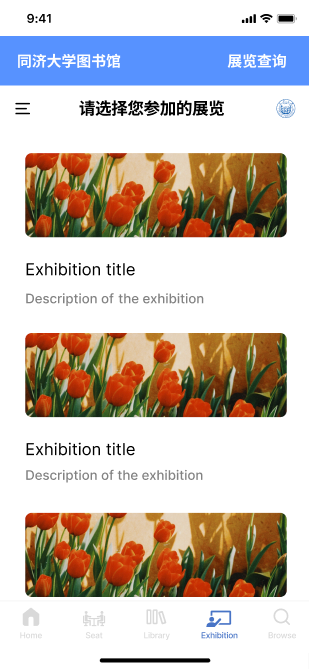 9:41
同济大学图书馆 展览查询
请选择您参加的展览
Exhibition title
Description of the exhibition
Exhibition title
Description of the exhibition
Home Seat Library Exhibition Browse